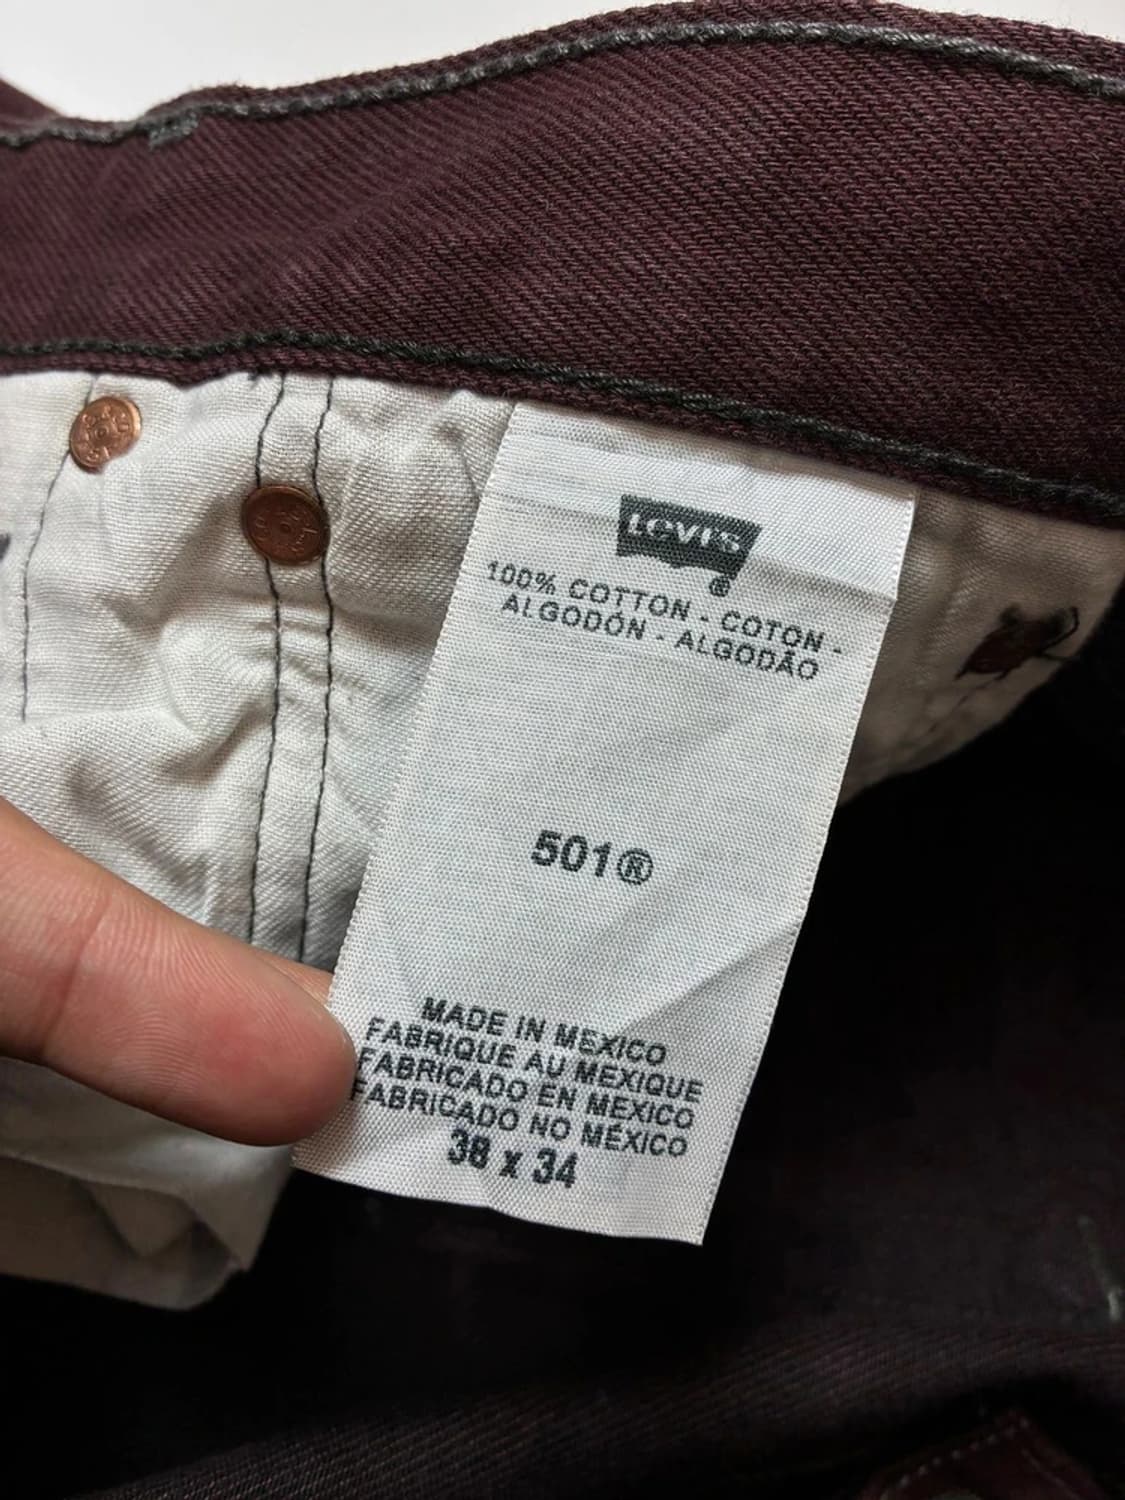 Levi's
®
100% COTTON - COTON -
ALGODÓN - ALGODÃO
501®
MADE IN MEXICO
FABRIQUE AU MEXIQUE
FABRICADO EN MEXICO
FABRICADO NO MÉXICO
38 x 34